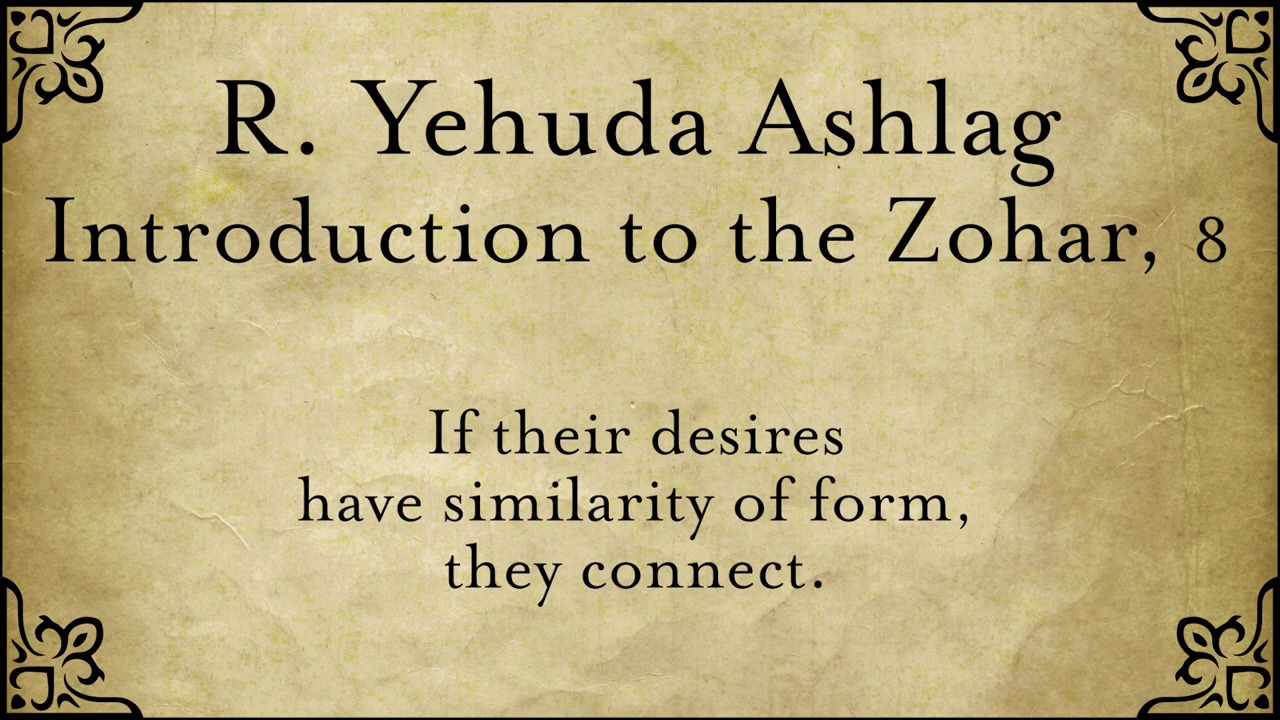 R. Yehuda Ashlag
Introduction to the Zohar, 8
If their desires
have similarity of form,
they connect.